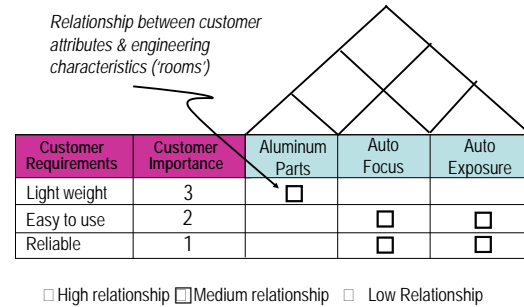 Relationship between customer
attributes & engineering
characteristics (‘rooms’)
Customer Requirements Customer Importance Aluminum Parts Auto Focus Auto Exposure
Light weight 3
Easy to use 2
Reliable 1
High relationship Medium relationship Low Relationship